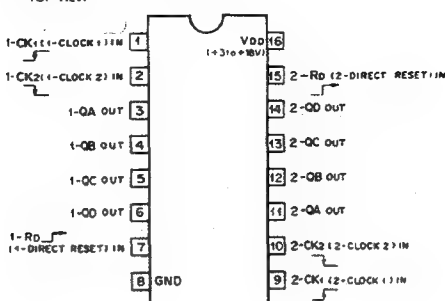 1-CK1 (1-CLOCK 1) IN 1
1-CK2 (1-CLOCK 2) IN 2
1-QA OUT 3
1-QB OUT 4
1-QC OUT 5
1-QD OUT 6
1-RD
(1-DIRECT RESET) IN 7
8 GND
VDD 16
(+3 to +18V)
15 2-RD (2-DIRECT RESET) IN
14 2-QD OUT
13 2-QC OUT
12 2-QB OUT
11 2-QA OUT
10 2-CK2 (2-CLOCK 2) IN
9 2-CK1 (2-CLOCK 1) IN